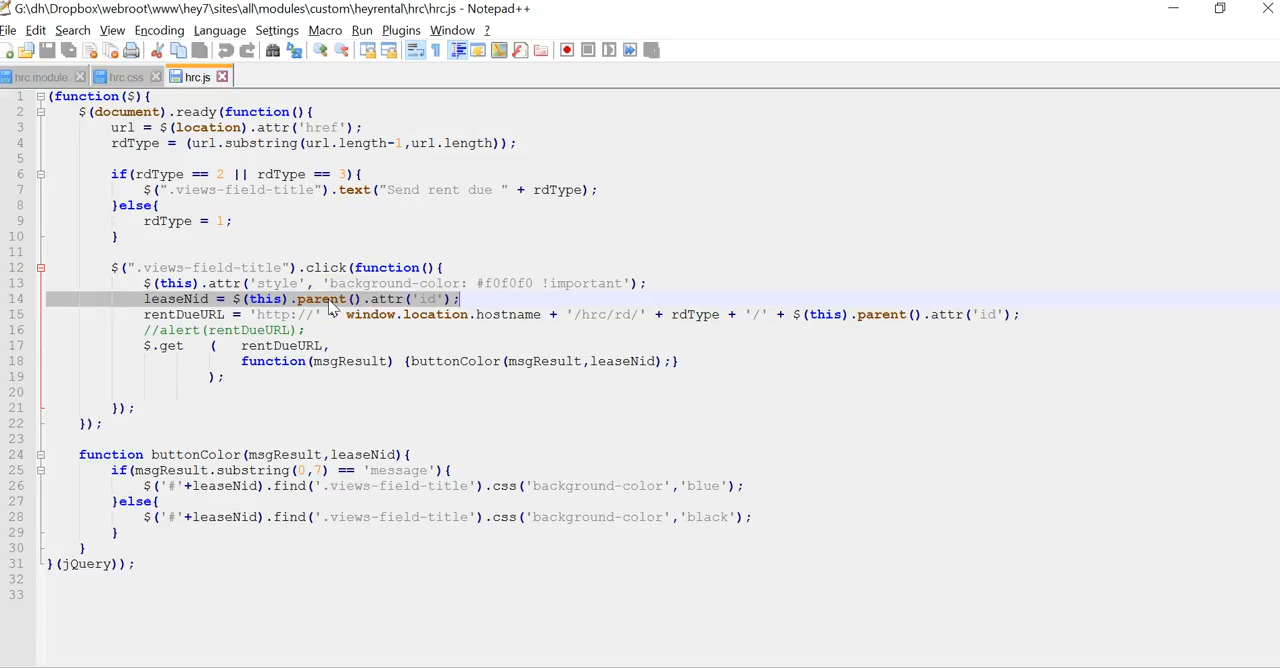 G:\dh\Dropbox\webroot\www\hey7\sites\all\modules\custom\heyrental\hrc\hrc.js - Notepad++
File Edit Search View Encoding Language Settings Macro Run Plugins Window ?
hrc.module hrc.css hrc.js
1 (function($){
2 $(document).ready(function(){
3 url = $(location).attr('href');
4 rdType = (url.substring(url.length-1,url.length));
5
6 if(rdType == 2 || rdType == 3){
7 $(".views-field-title").text("Send rent due " + rdType);
8 }else{
9 rdType = 1;
10 }
11
12 $(".views-field-title").click(function(){
13 $(this).attr('style', 'background-color: #f0f0f0 !important');
14 leaseNid = $(this).parent().attr('id');
15 rentDueURL = 'http://' + window.location.hostname + '/hrc/rd/' + rdType + '/' + $(this).parent().attr('id');
16 //alert(rentDueURL);
17 $.get ( rentDueURL,
18 function(msgResult) {buttonColor(msgResult,leaseNid);}
19 );
20
21 });
22 });
23
24 function buttonColor(msgResult,leaseNid){
25 if(msgResult.substring(0,7) == 'message'){
26 $('#'+leaseNid).find('.views-field-title').css('background-color','blue');
27 }else{
28 $('#'+leaseNid).find('.views-field-title').css('background-color','black');
29 }
30 }
31 }(jQuery));
32
33